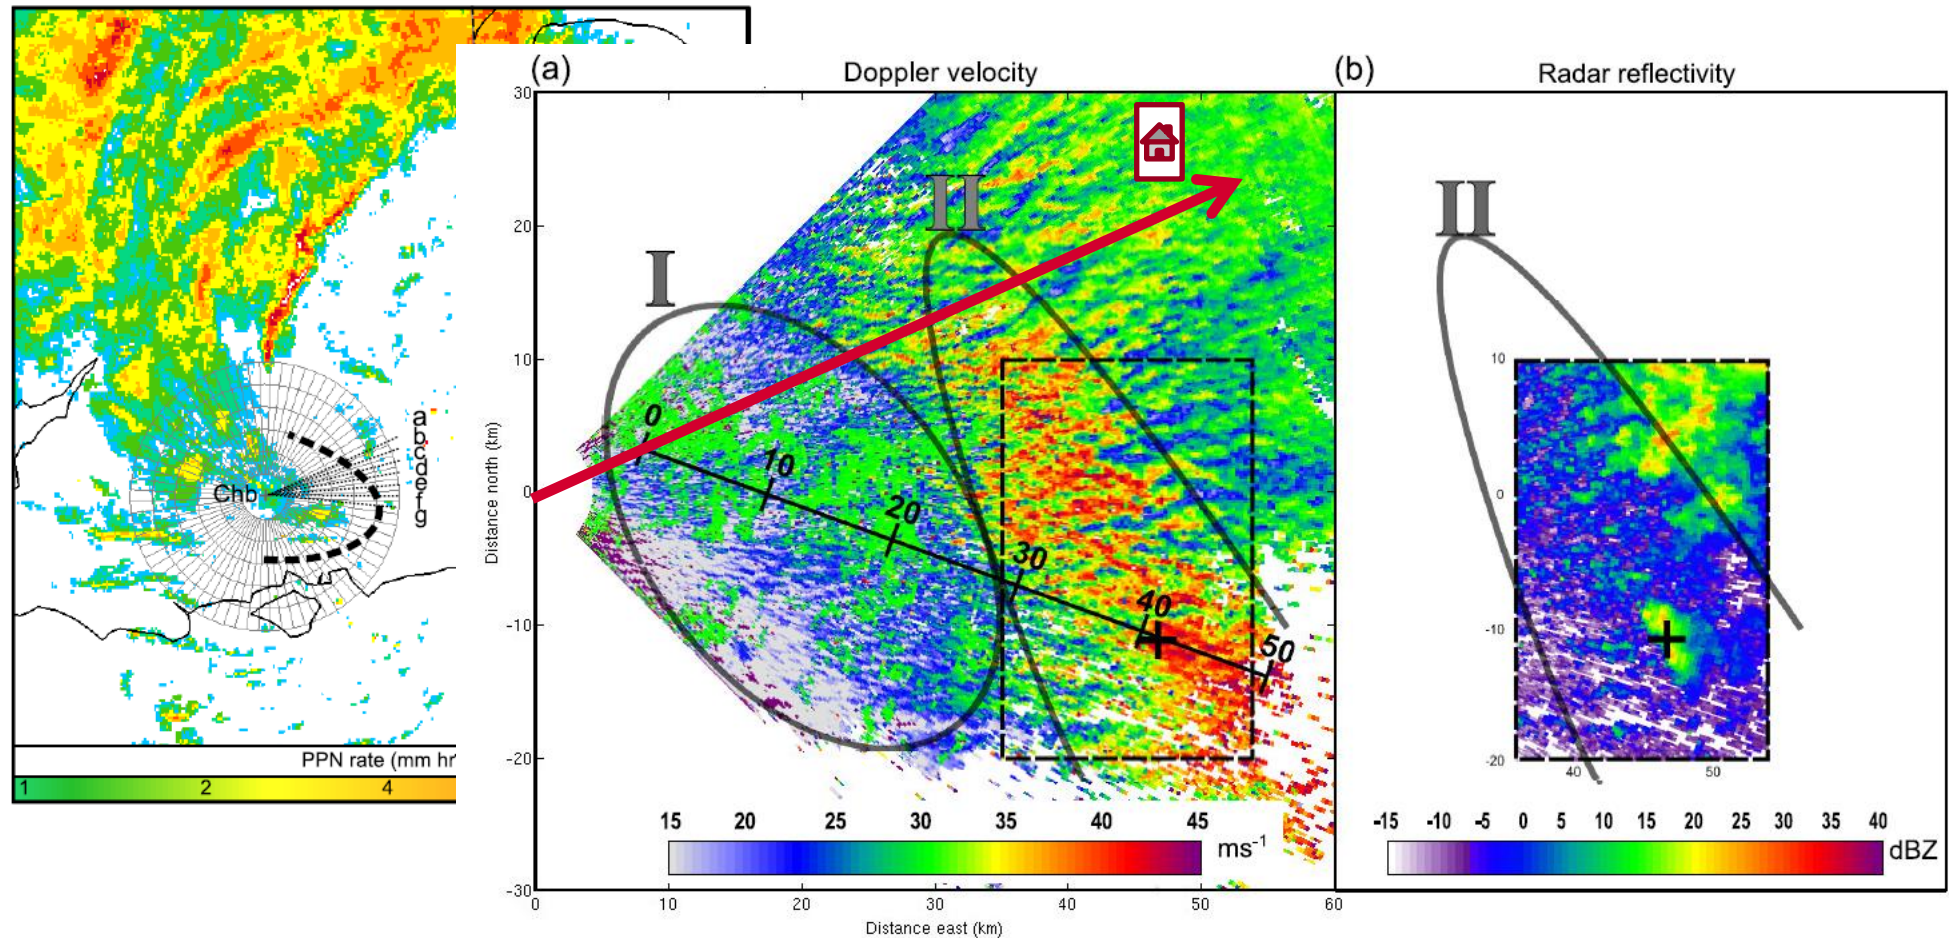 a
b
c
d
e
f
g
Chb
PPN rate (mm hr
1 2 4
(a) Doppler velocity
30
20
10
0
-10
-20
-30
Distance north (km)
I
II
0
10
20
30
40
50
15 20 25 30 35 40 45
ms-1
0 10 20 30 40 50 60
Distance east (km)
(b) Radar reflectivity
II
10
0
-10
-20
40 50
-15 -10 -5 0 5 10 15 20 25 30 35 40
dBZ